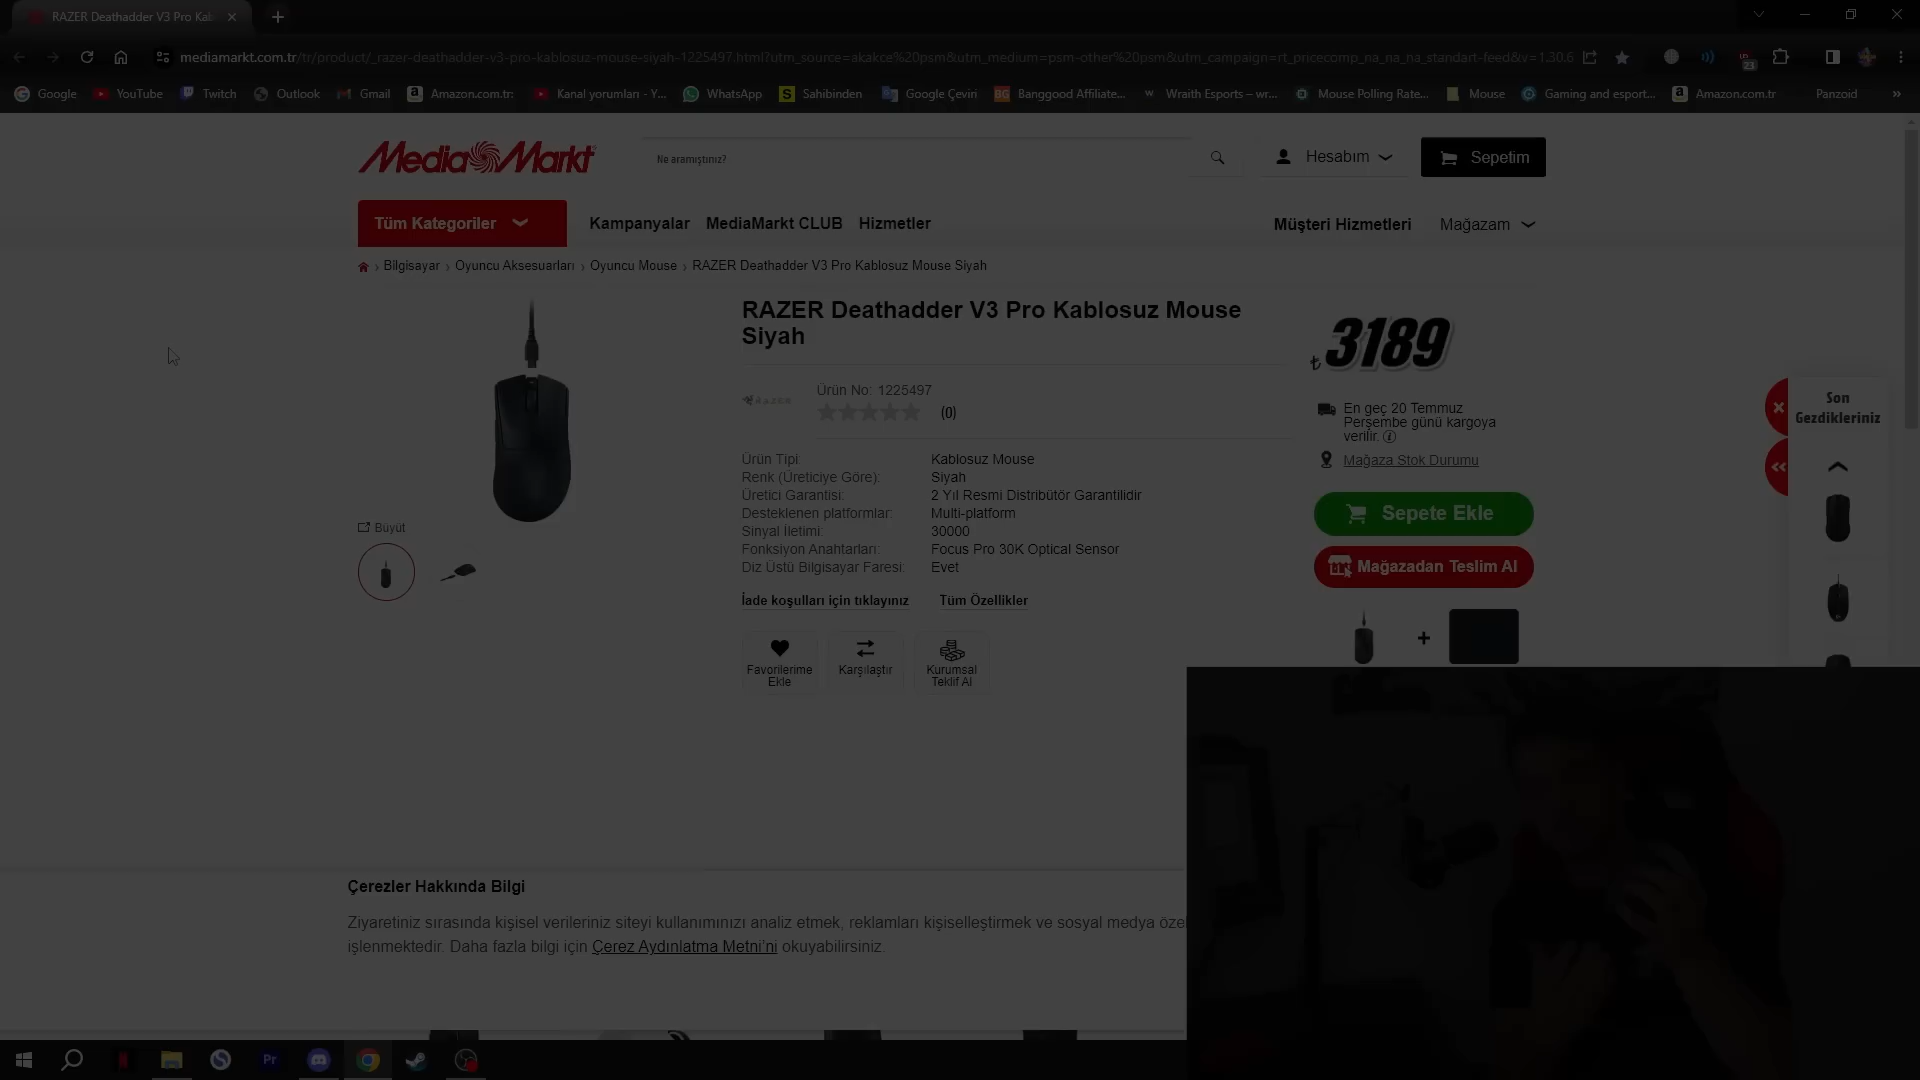 RAZER Deathadder V3 Pro Kab
mediamarkt.com.tr/tr/product/_razer-deathadder-v3-pro-kablosuz-mouse-siyah-1225497.html?utm_source=akakce%20psm&utm_medium=psm-other%20psm&utm_campaign=rt_pricecomp_na_na_na_standart-feed&v=1.30.6
23
Google YouTube Twitch Outlook Gmail Amazon.com.tr: Kanal yorumları - Y... WhatsApp Sahibinden Google Çeviri Banggood Affiliate... Wraith Esports – wr... Mouse Polling Rate... Mouse Gaming and esport... Amazon.com.tr Panzoid »
MediaMarkt
Ne aramıştınız?
Hesabım
Sepetim
Tüm Kategoriler Kampanyalar MediaMarkt CLUB Hizmetler Müşteri Hizmetleri Mağazam
› Bilgisayar › Oyuncu Aksesuarları › Oyuncu Mouse › RAZER Deathadder V3 Pro Kablosuz Mouse Siyah
RAZER Deathadder V3 Pro Kablosuz Mouse
Siyah
₺3189
RAZER
Ürün No: 1225497
(0)
En geç 20 Temmuz
Perşembe günü kargoya
verilir.
Mağaza Stok Durumu
Son
Gezdikleriniz
Ürün Tipi: Kablosuz Mouse
Renk (Üreticiye Göre): Siyah
Üretici Garantisi: 2 Yıl Resmi Distribütör Garantilidir
Desteklenen platformlar: Multi-platform
Sinyal İletimi: 30000
Fonksiyon Anahtarları: Focus Pro 30K Optical Sensor
Diz Üstü Bilgisayar Faresi: Evet
Büyüt
Sepete Ekle
Mağazadan Teslim Al
İade koşulları için tıklayınız Tüm Özellikler
Favorilerime
Ekle
Karşılaştır
Kurumsal
Teklif Al
+
Çerezler Hakkında Bilgi
Ziyaretiniz sırasında kişisel verileriniz siteyi kullanımınızı analiz etmek, reklamları kişiselleştirmek ve sosyal medya özel
işlenmektedir. Daha fazla bilgi için Çerez Aydınlatma Metni'ni okuyabilirsiniz.
Pr